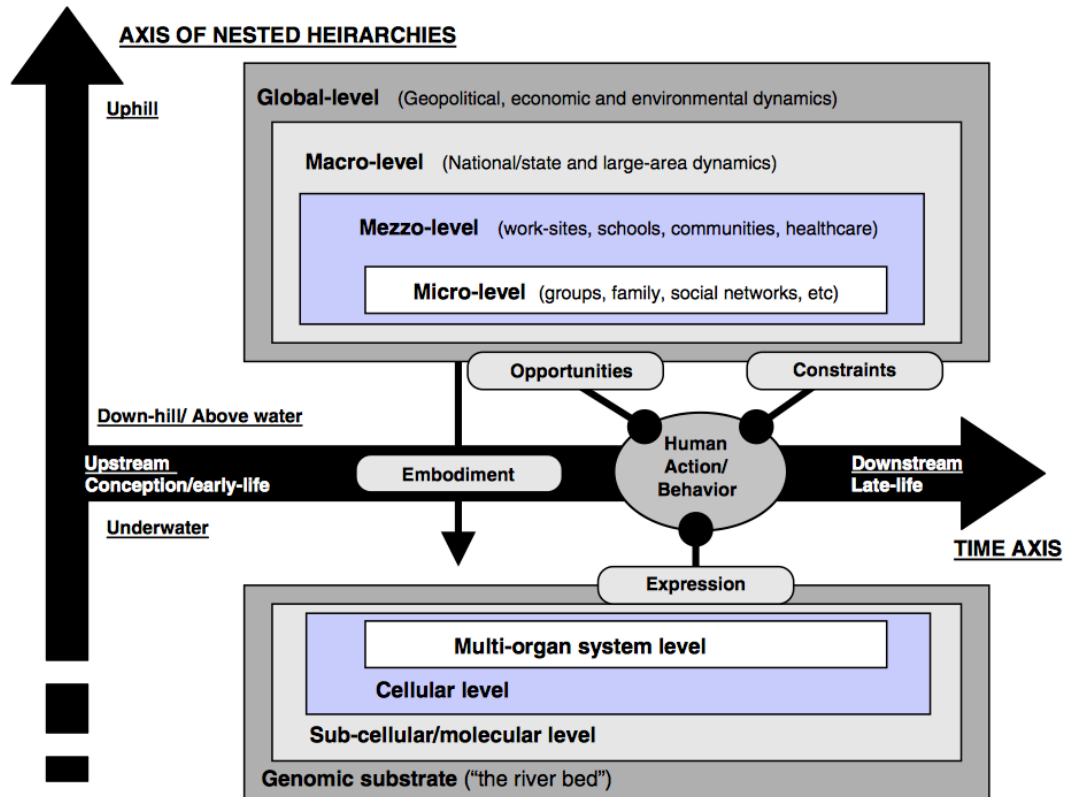 AXIS OF NESTED HEIRARCHIES
Uphill
Global-level (Geopolitical, economic and environmental dynamics)
Macro-level (National/state and large-area dynamics)
Mezzo-level (work-sites, schools, communities, healthcare)
Micro-level (groups, family, social networks, etc)
Opportunities
Constraints
Down-hill/ Above water
Upstream
Conception/early-life
Embodiment
Human
Action/
Behavior
Downstream
Late-life
Underwater
TIME AXIS
Expression
Multi-organ system level
Cellular level
Sub-cellular/molecular level
Genomic substrate ("the river bed")